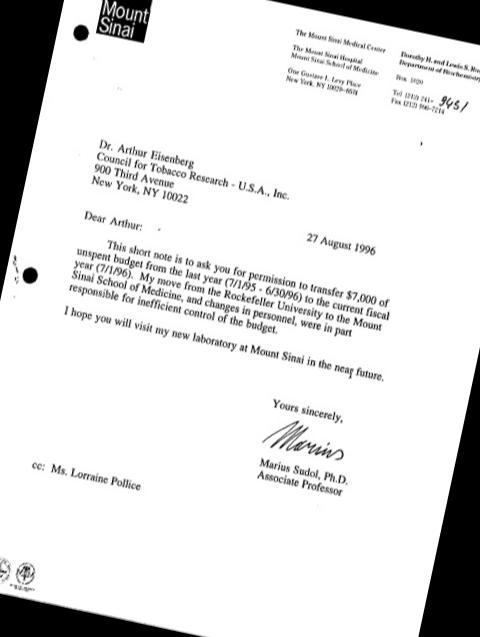 Mount
Sinai
The Mount Sinai Medical Center
The Mount Sinai Hospital
Mount Sinai School of Medicine
One Gustave L. Levy Place
New York, NY 10029-6574
Dorothy H. and Lewis S.
Department of Biochemistry
Box 1020
Tel (212) 241- 9451
Fax (212) 996-7214
Dr. Arthur Eisenberg
Council for Tobacco Research - U.S.A., Inc.
900 Third Avenue
New York, NY 10022
27 August 1996
Dear Arthur:
This short note is to ask you for permission to transfer $7,000 of
unspent budget from the last year (7/1/95 - 6/30/96) to the current fiscal
year (7/1/96). My move from the Rockefeller University to the Mount
Sinai School of Medicine, and changes in personnel, were in part
responsible for inefficient control of the budget.
I hope you will visit my new laboratory at Mount Sinai in the near future.
Yours sincerely,
Marius
Marius Sudol, Ph.D.
Associate Professor
cc: Ms. Lorraine Pollice